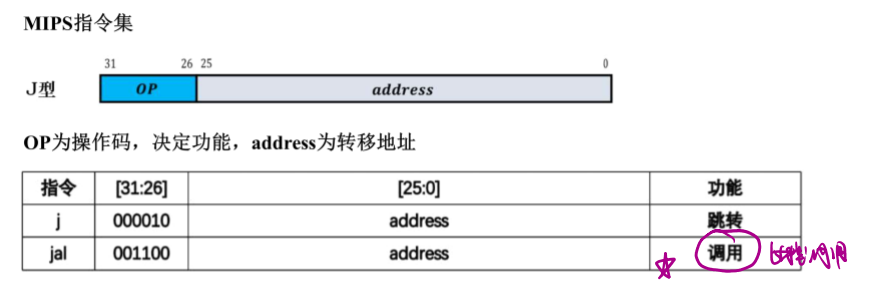 MIPS指令集
31 26 25 0
J型 OP address
OP为操作码，决定功能，address为转移地址
指令 [31:26] [25:0] 功能
j 000010 address 跳转
jal 001100 address 调用